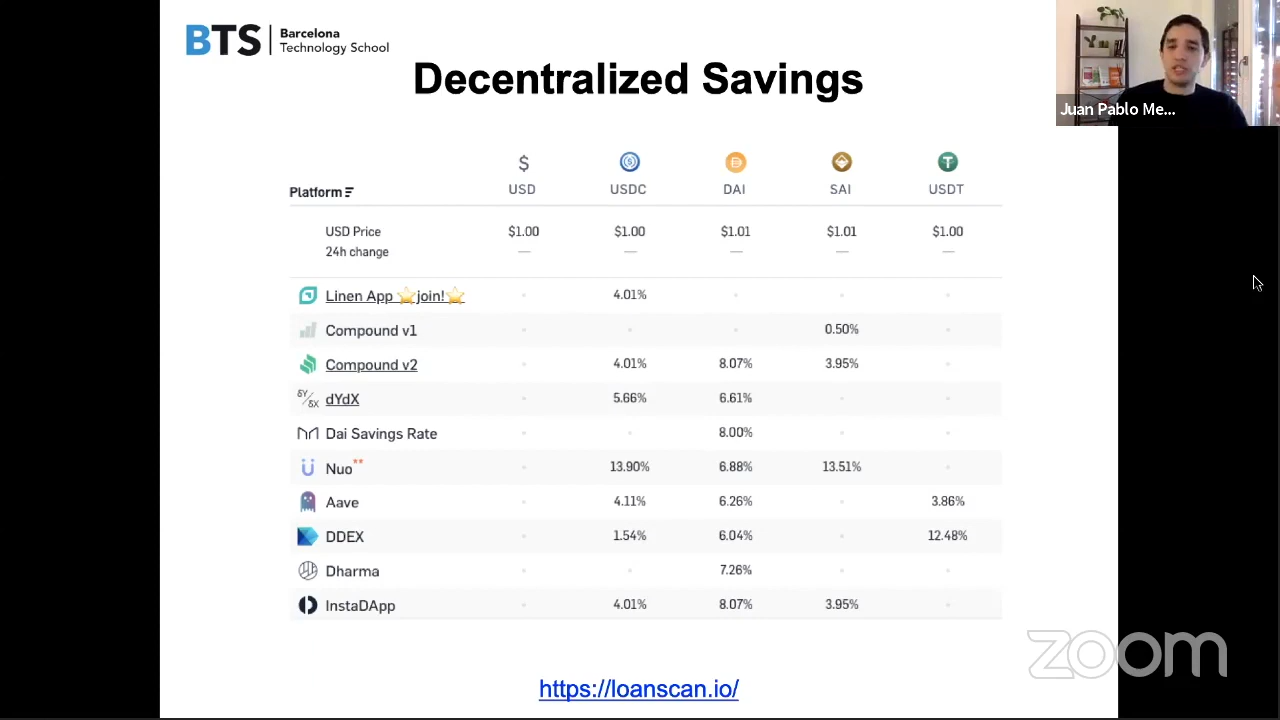 BTS | Barcelona
Technology School
Juan Pablo Me...
Decentralized Savings
Platform
$ USD USDC DAI SAI USDT
USD Price $1.00 $1.00 $1.01 $1.01 $1.00
24h change — — — — —
Linen App ⭐join!⭐ 4.01%
Compound v1 0.50%
Compound v2 4.01% 8.07% 3.95%
dYdX 5.66% 6.61%
Dai Savings Rate 8.00%
Nuo** 13.90% 6.88% 13.51%
Aave 4.11% 6.26% 3.86%
DDEX 1.54% 6.04% 12.48%
Dharma 7.26%
InstaDApp 4.01% 8.07% 3.95%
zoom
https://loanscan.io/